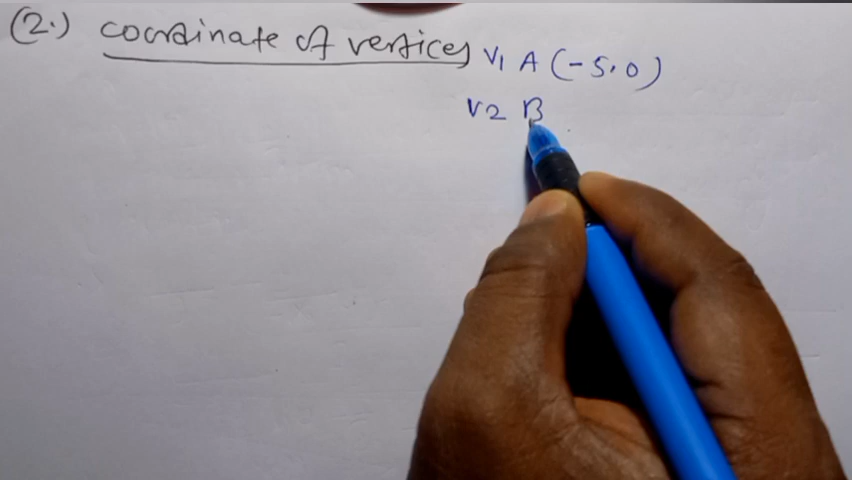 (2.) coordinate of vertices V1 A (-5,0)
V2 B